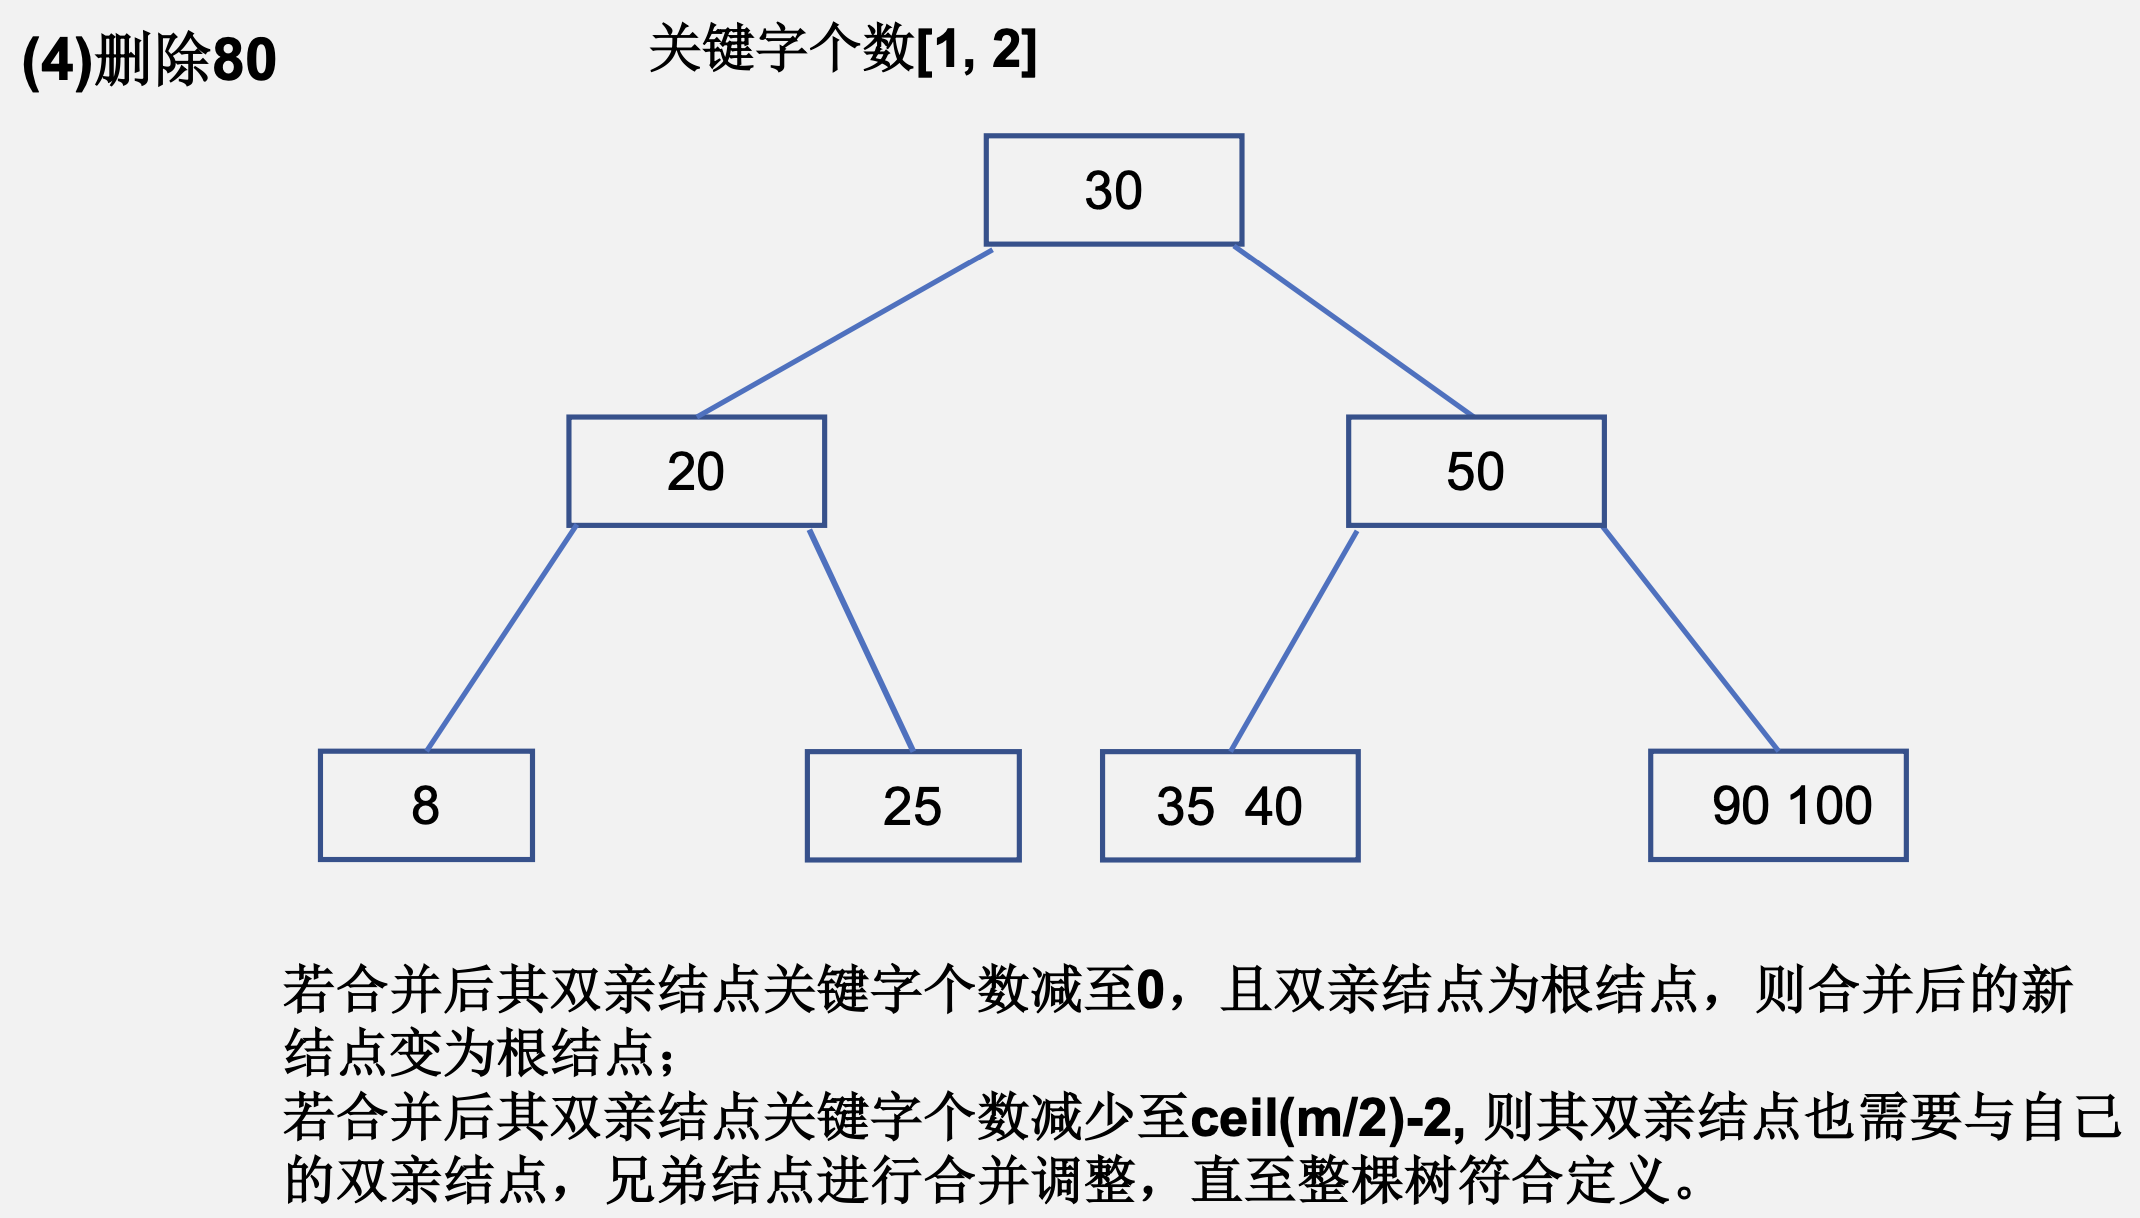 (4)删除80
关键字个数[1, 2]
30
20
50
8
25
35 40
90 100
若合并后其双亲结点关键字个数减至0，且双亲结点为根结点，则合并后的新
结点变为根结点；
若合并后其双亲结点关键字个数减少至ceil(m/2)-2, 则其双亲结点也需要与自己
的双亲结点，兄弟结点进行合并调整，直至整棵树符合定义。